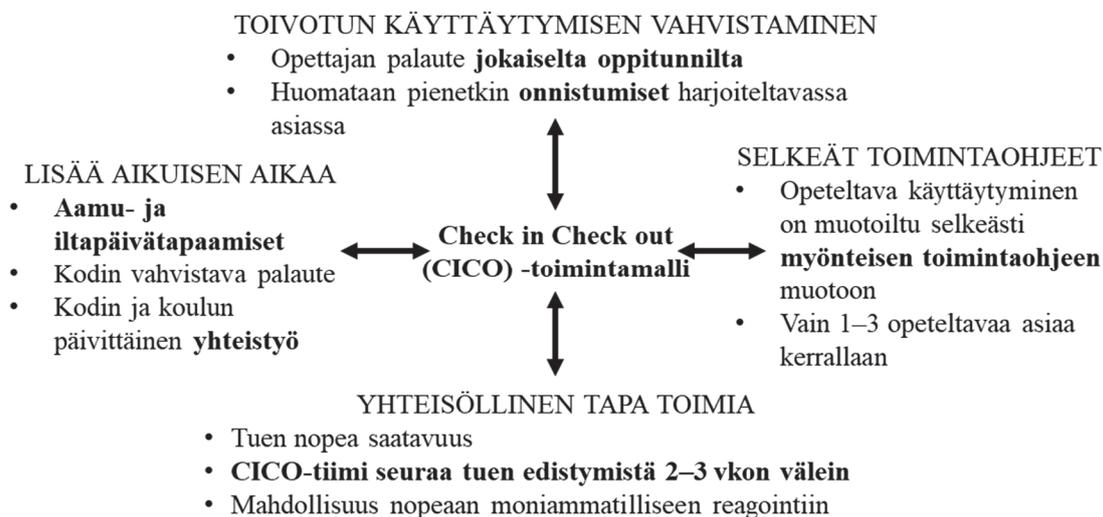 TOIVOTUN KÄYTTÄYTYMISEN VAHVISTAMINEN
• Opettajan palaute jokaiselta oppitunnilta
• Huomataan pienetkin onnistumiset harjoiteltavassa
asiassa
LISÄÄ AIKUISEN AIKAA
• Aamu- ja
iltapäivätapaamiset
• Kodin vahvistava palaute
• Kodin ja koulun
päivittäinen yhteistyö
Check in Check out
(CICO) -toimintamalli
SELKEÄT TOIMINTAOHJEET
• Opeteltava käyttäytyminen
on muotoiltu selkeästi
myönteisen toimintaohjeen
muotoon
• Vain 1–3 opeteltavaa asiaa
kerrallaan
YHTEISÖLLINEN TAPA TOIMIA
• Tuen nopea saatavuus
• CICO-tiimi seuraa tuen edistymistä 2–3 vkon välein
• Mahdollisuus nopeaan moniammatilliseen reagointiin